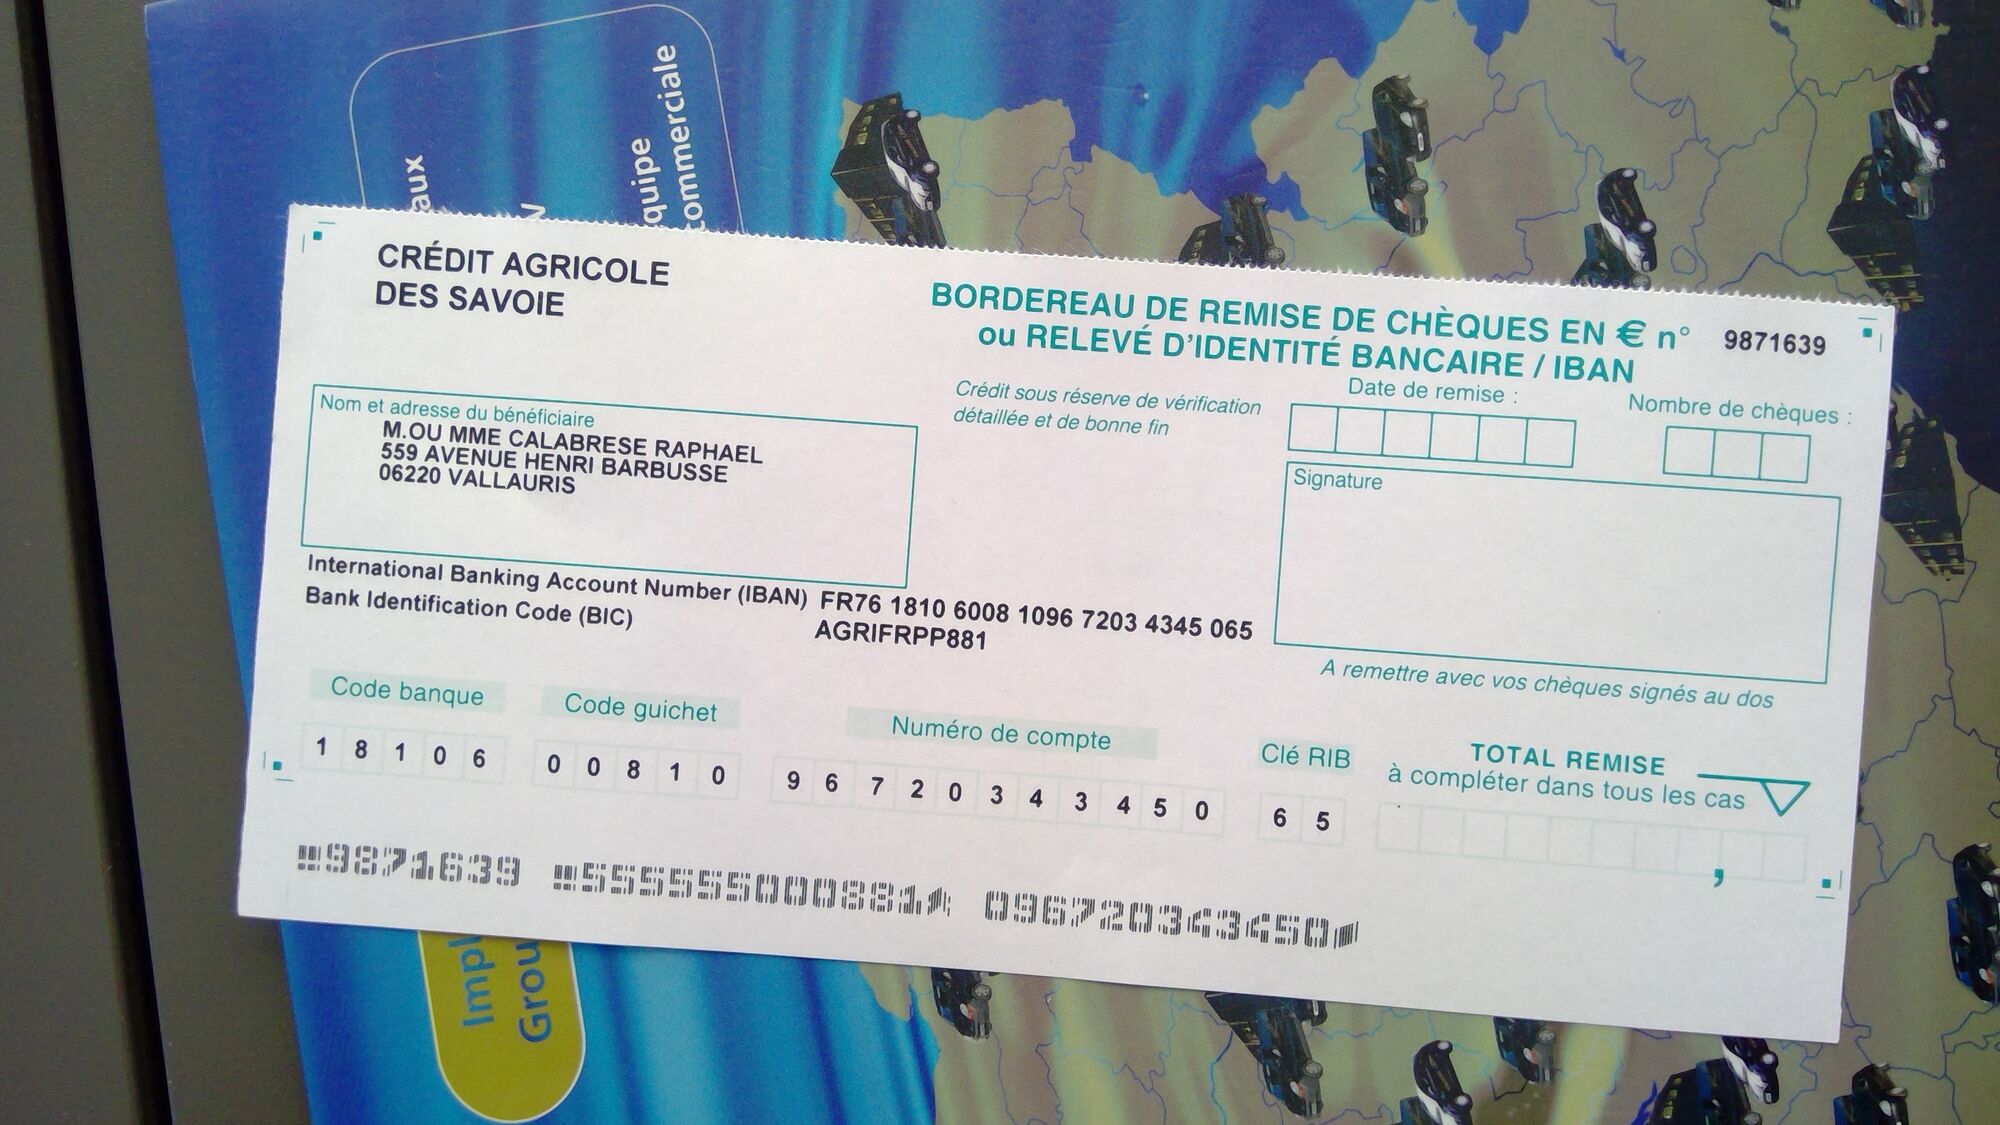 aux
N
quipe
commerciale
CRÉDIT AGRICOLE
DES SAVOIE
BORDEREAU DE REMISE DE CHÈQUES EN € n° 9871639
ou RELEVÉ D'IDENTITÉ BANCAIRE / IBAN
Crédit sous réserve de vérification
détaillée et de bonne fin
Date de remise :
Nombre de chèques :
Nom et adresse du bénéficiaire
M.OU MME CALABRESE RAPHAEL
559 AVENUE HENRI BARBUSSE
06220 VALLAURIS
Signature
International Banking Account Number (IBAN) FR76 1810 6008 1096 7203 4345 065
Bank Identification Code (BIC) AGRIFRPP881
A remettre avec vos chèques signés au dos
Code banque Code guichet Numéro de compte Clé RIB
1 8 1 0 6 0 0 8 1 0 9 6 7 2 0 3 4 3 4 5 0 6 5
TOTAL REMISE
à compléter dans tous les cas
,
9871639 555555000881 096720343450
Impl
Grou